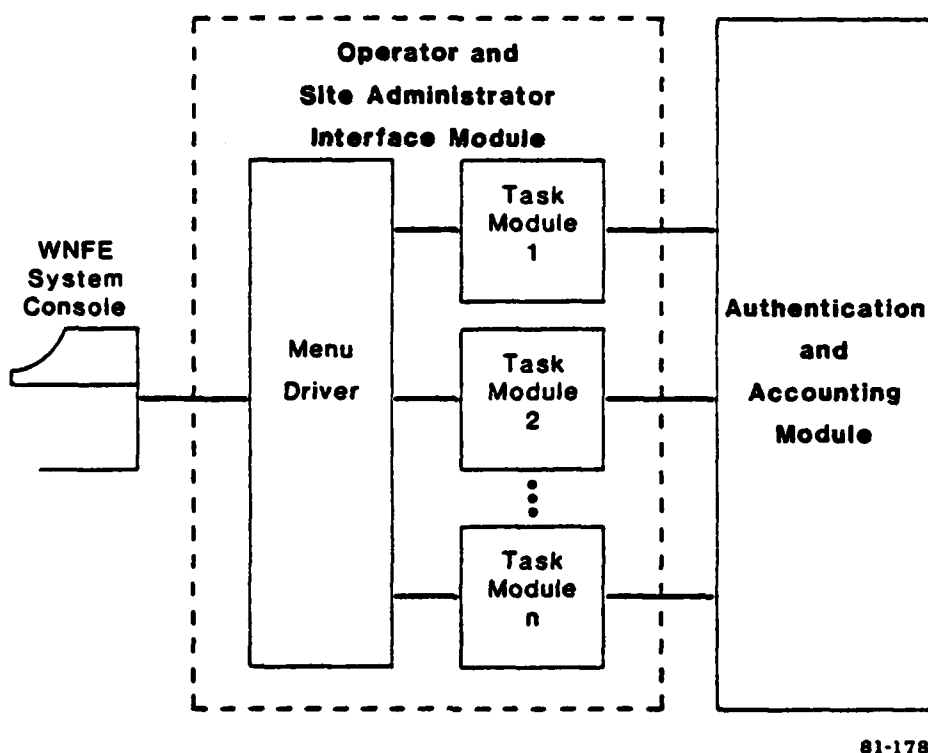 Operator and
Site Administrator
Interface Module
WNFE
System
Console
Menu
Driver
Task
Module
1
Task
Module
2
Task
Module
n
Authentication
and
Accounting
Module
81-178